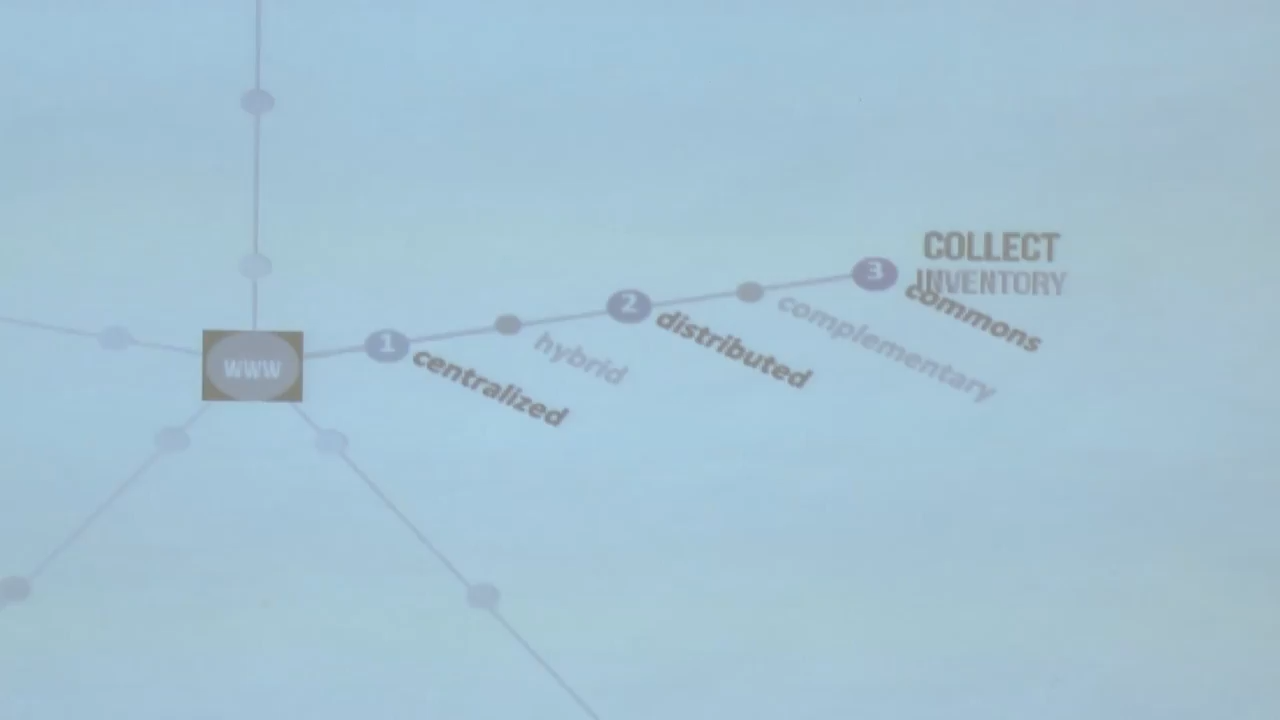 COLLECT
INVENTORY
WWW
1
centralized
hybrid
2
distributed
complementary
3
commons